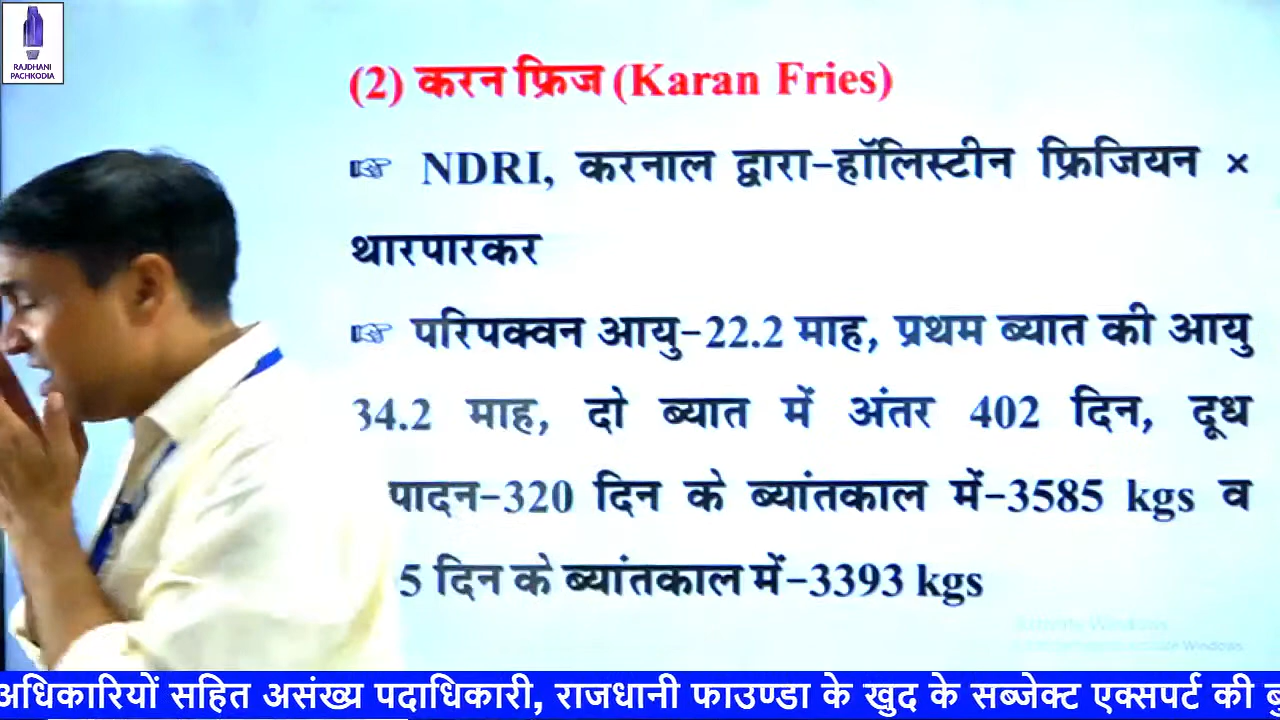 RAJDHANI
PACHKODIA
(2) करन फ्रिज (Karan Fries)
☞ NDRI, करनाल द्वारा-हॉलिस्टीन फ्रिजियन ×
थारपारकर
☞ परिपक्वन आयु-22.2 माह, प्रथम ब्यात की आयु
34.2 माह, दो ब्यात में अंतर 402 दिन, दूध
पादन-320 दिन के ब्यांतकाल में-3585 kgs व
5 दिन के ब्यांतकाल में-3393 kgs
Activate Windows
अधिकारियों सहित असंख्य पदाधिकारी, राजधानी फाउण्डा के खुद के सब्जेक्ट एक्सपर्ट की